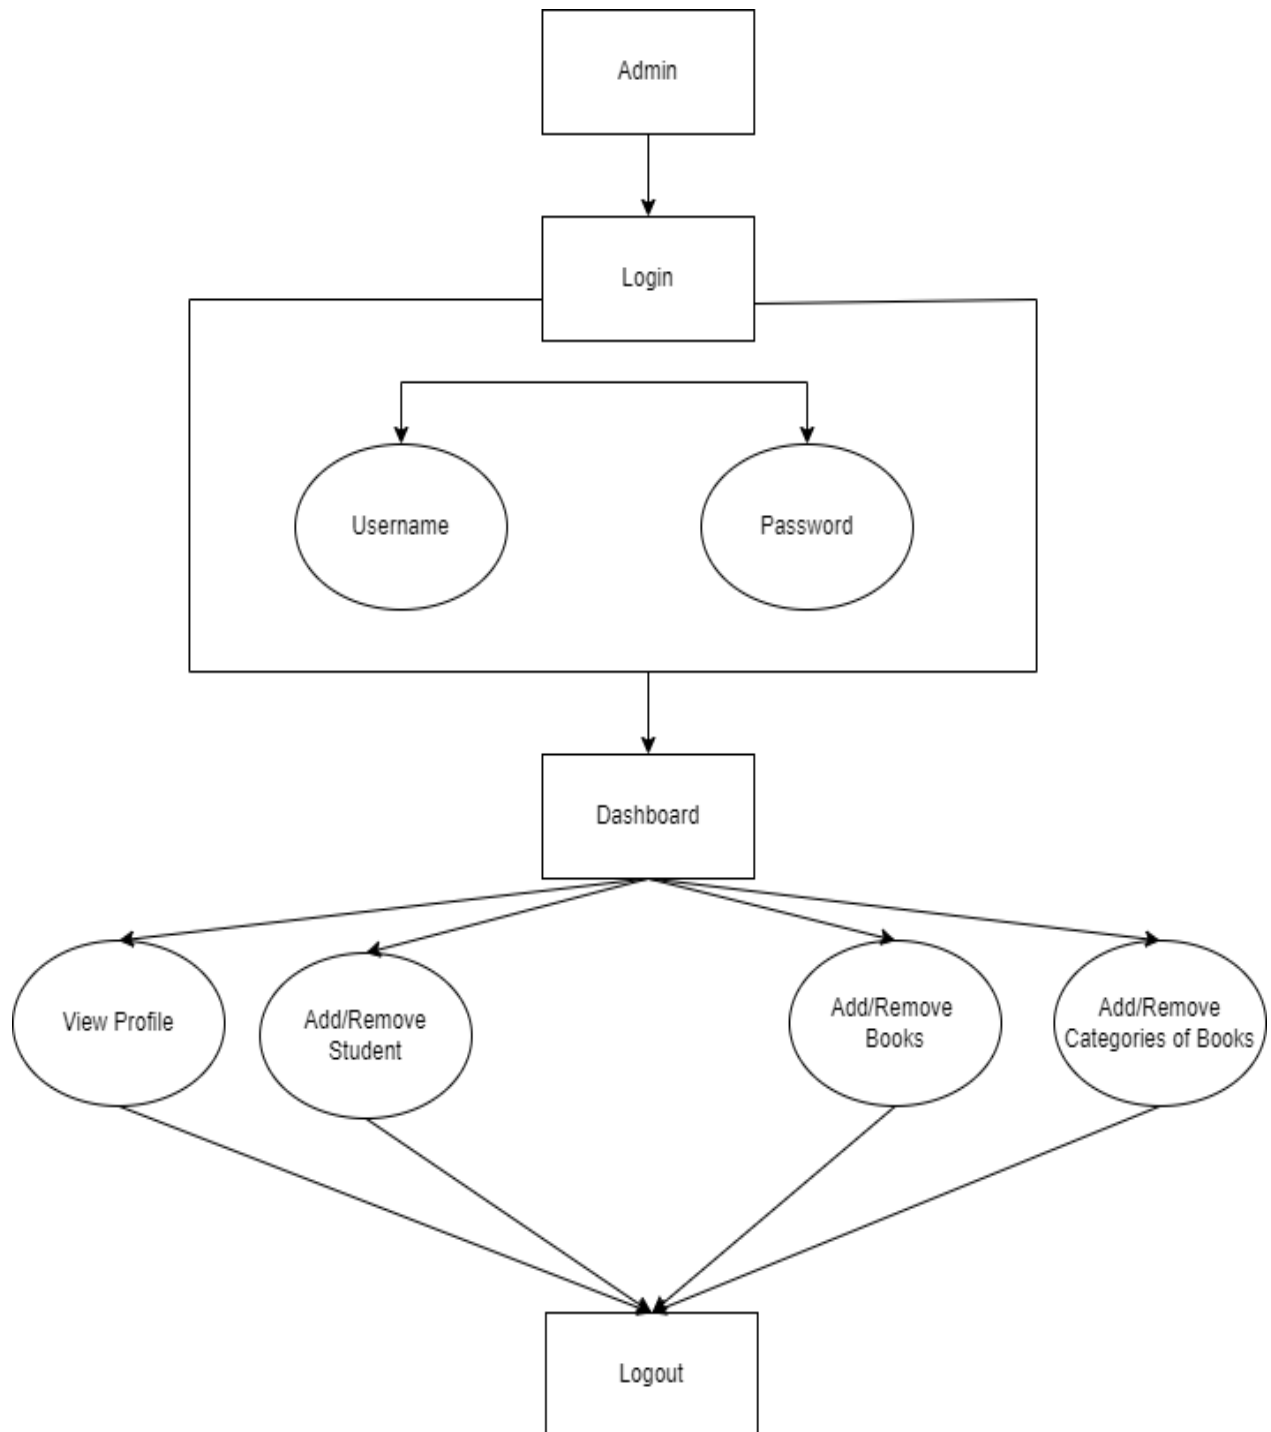 Admin
Login
Username
Password
Dashboard
View Profile
Add/Remove
Student
Add/Remove
Books
Add/Remove
Categories of Books
Logout